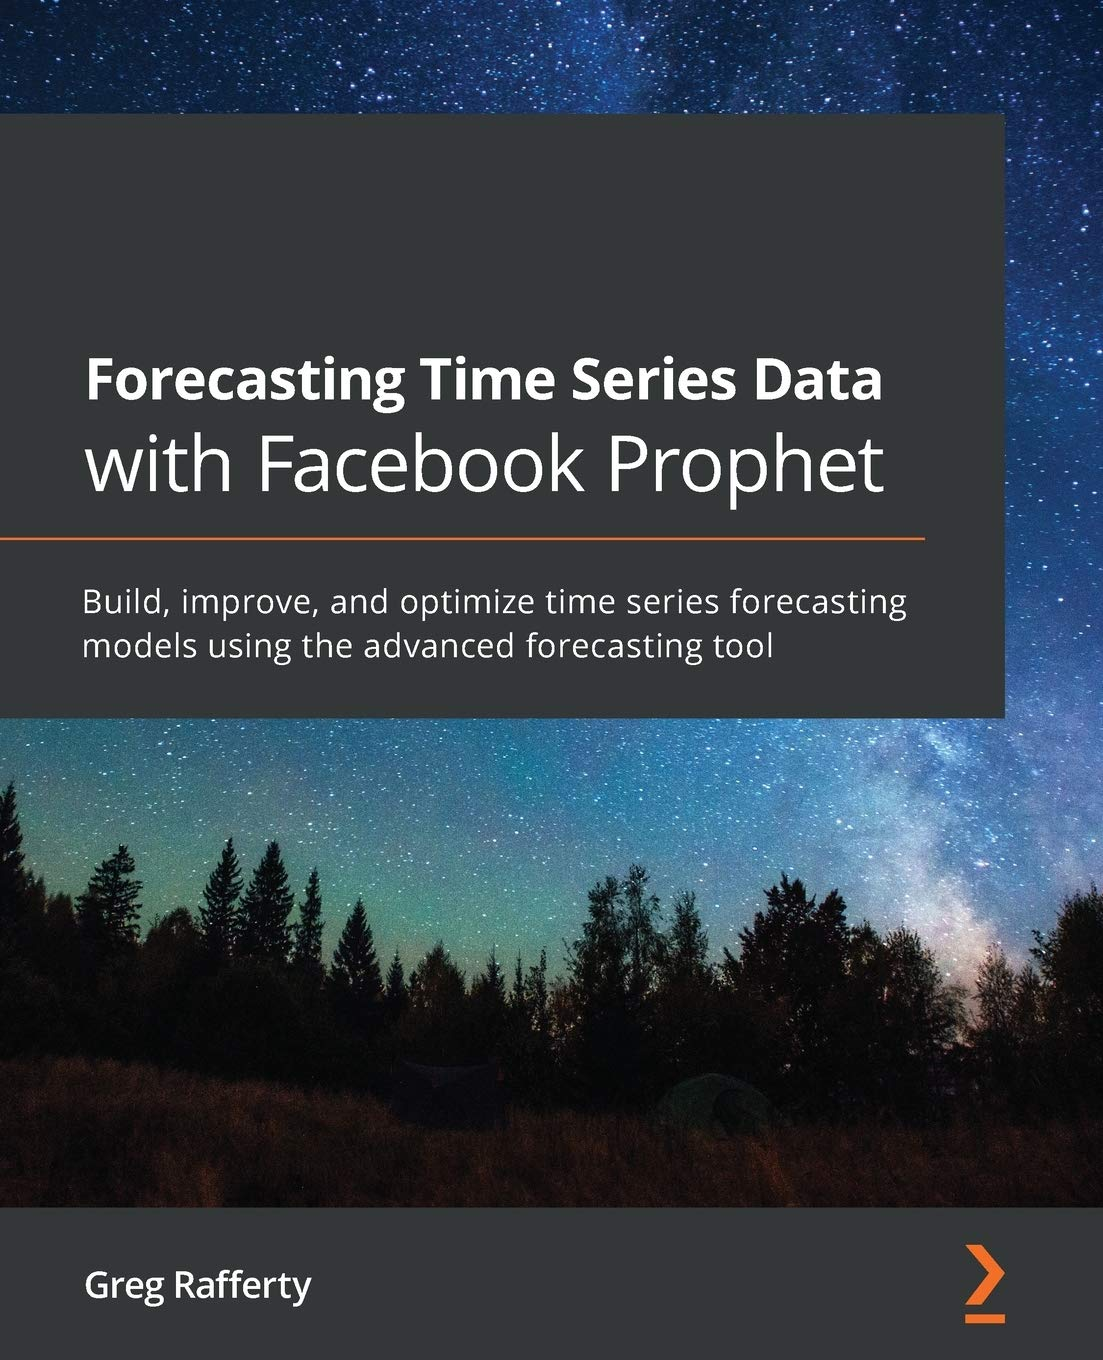 Forecasting Time Series Data
with Facebook Prophet
Build, improve, and optimize time series forecasting
models using the advanced forecasting tool
Greg Rafferty